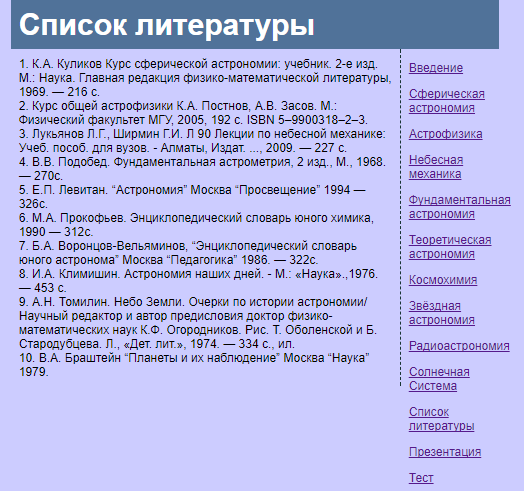 Список литературы
1. К.А. Куликов Курс сферической астрономии: учебник. 2-е изд.
М.: Наука. Главная редакция физико-математической литературы,
1969. — 216 с.
2. Курс общей астрофизики К.А. Постнов, А.В. Засов. М.:
Физический факультет МГУ, 2005, 192 с. ISBN 5–9900318–2–3.
3. Лукьянов Л.Г., Ширмин Г.И. Л 90 Лекции по небесной механике:
Учеб. пособ. для вузов. - Алматы, Издат. ..., 2009. — 227 с.
4. В.В. Подобед. Фундаментальная астрометрия, 2 изд., М., 1968.
— 270с.
5. Е.П. Левитан. “Астрономия” Москва “Просвещение” 1994 —
326с.
6. М.А. Прокофьев. Энциклопедический словарь юного химика,
1990 — 312с.
7. Б.А. Воронцов-Вельяминов, “Энциклопедический словарь
юного астронома” Москва “Педагогика” 1986. — 322с.
8. И.А. Климишин. Астрономия наших дней. - М.: «Наука».,1976.
— 453 с.
9. А.Н. Томилин. Небо Земли. Очерки по истории астрономии/
Научный редактор и автор предисловия доктор физико-
математических наук К.Ф. Огородников. Рис. Т. Оболенской и Б.
Стародубцева. Л., «Дет. лит.», 1974. — 334 с., ил.
10. В.А. Браштейн “Планеты и их наблюдение” Москва “Наука”
1979.
Введение
Сферическая
астрономия
Астрофизика
Небесная
механика
Фундаментальная
астрономия
Теоретическая
астрономия
Космохимия
Звёздная
астрономия
Радиоастрономия
Солнечная
Система
Список
литературы
Презентация
Тест